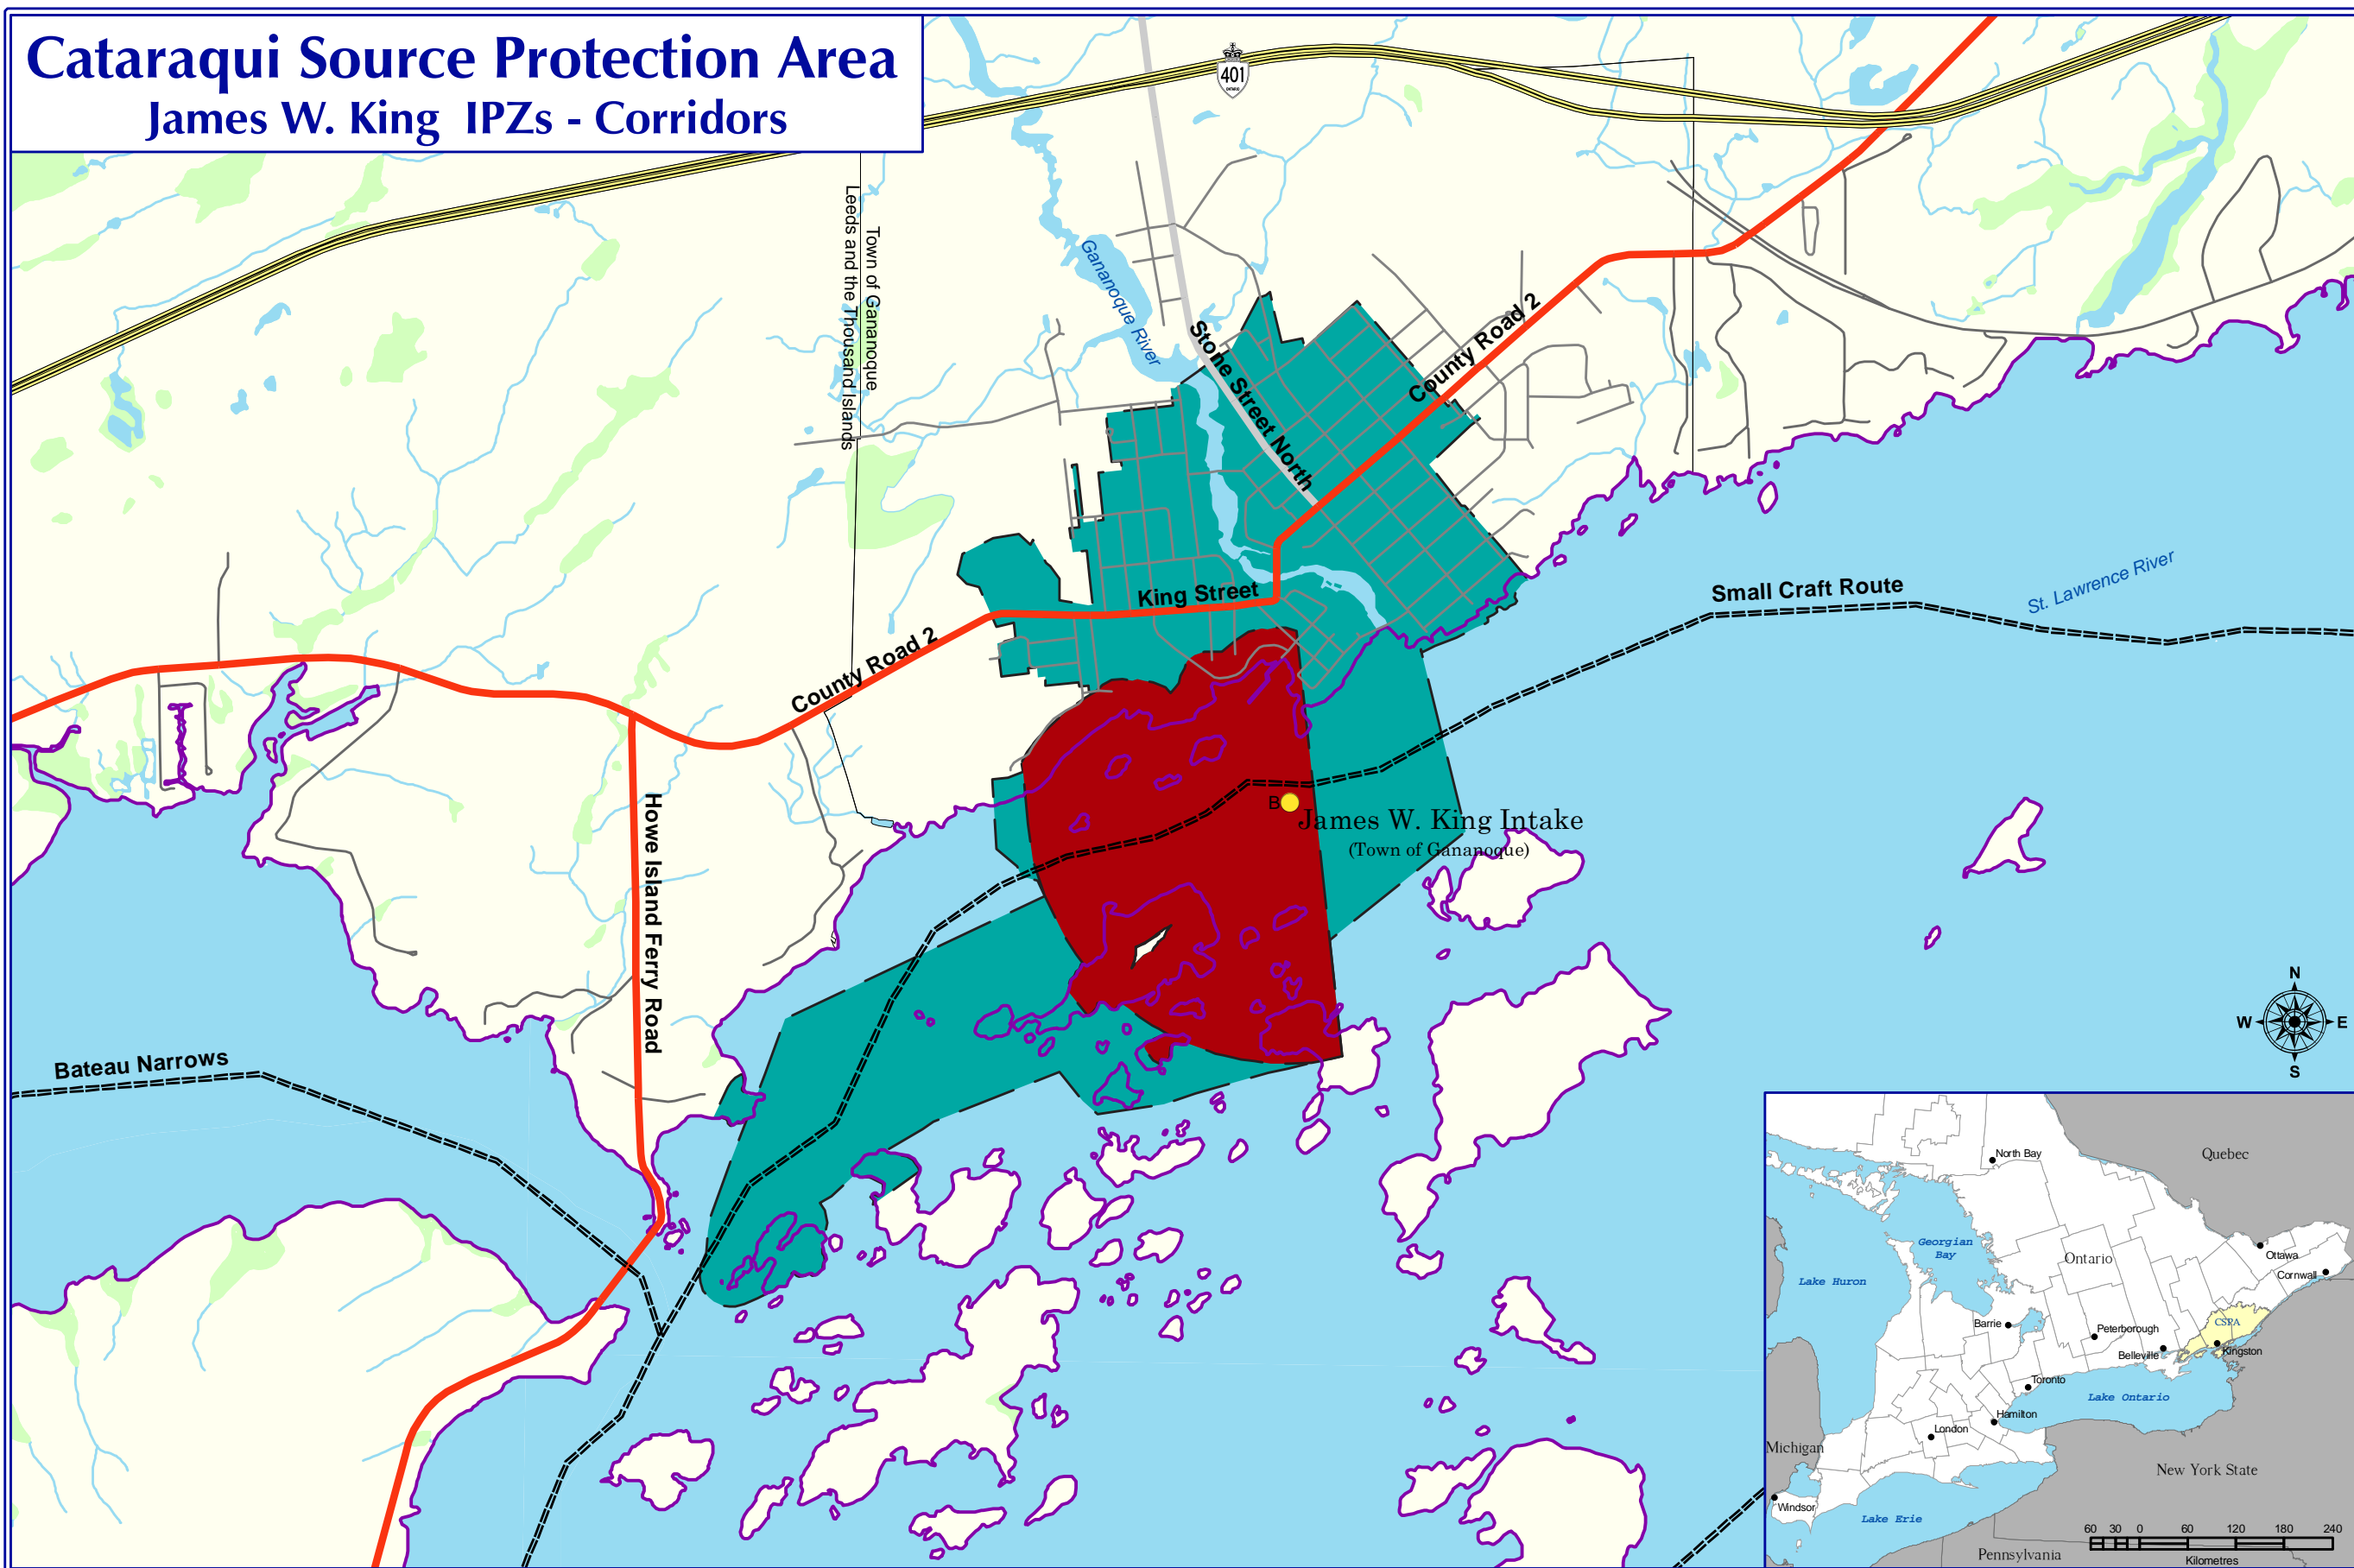 Cataraqui Source Protection Area
James W. King IPZs - Corridors
401
ONTARIO
Town of Gananoque
Leeds and the Thousand Islands
Gananoque River
Stone Street North
County Road 2
King Street
Small Craft Route
St. Lawrence River
County Road 2
Howe Island Ferry Road
B
James W. King Intake
(Town of Gananoque)
Bateau Narrows
N
W
E
S
North Bay
Quebec
Georgian
Bay
Ottawa
Ontario
Lake Huron
Cornwall
Barrie
CSPA
Peterborough
Belleville
Kingston
Toronto
Lake Ontario
Hamilton
London
Michigan
New York State
Windsor
Lake Erie
60 30 0 60 120 180 240
Kilometres
Pennsylvania